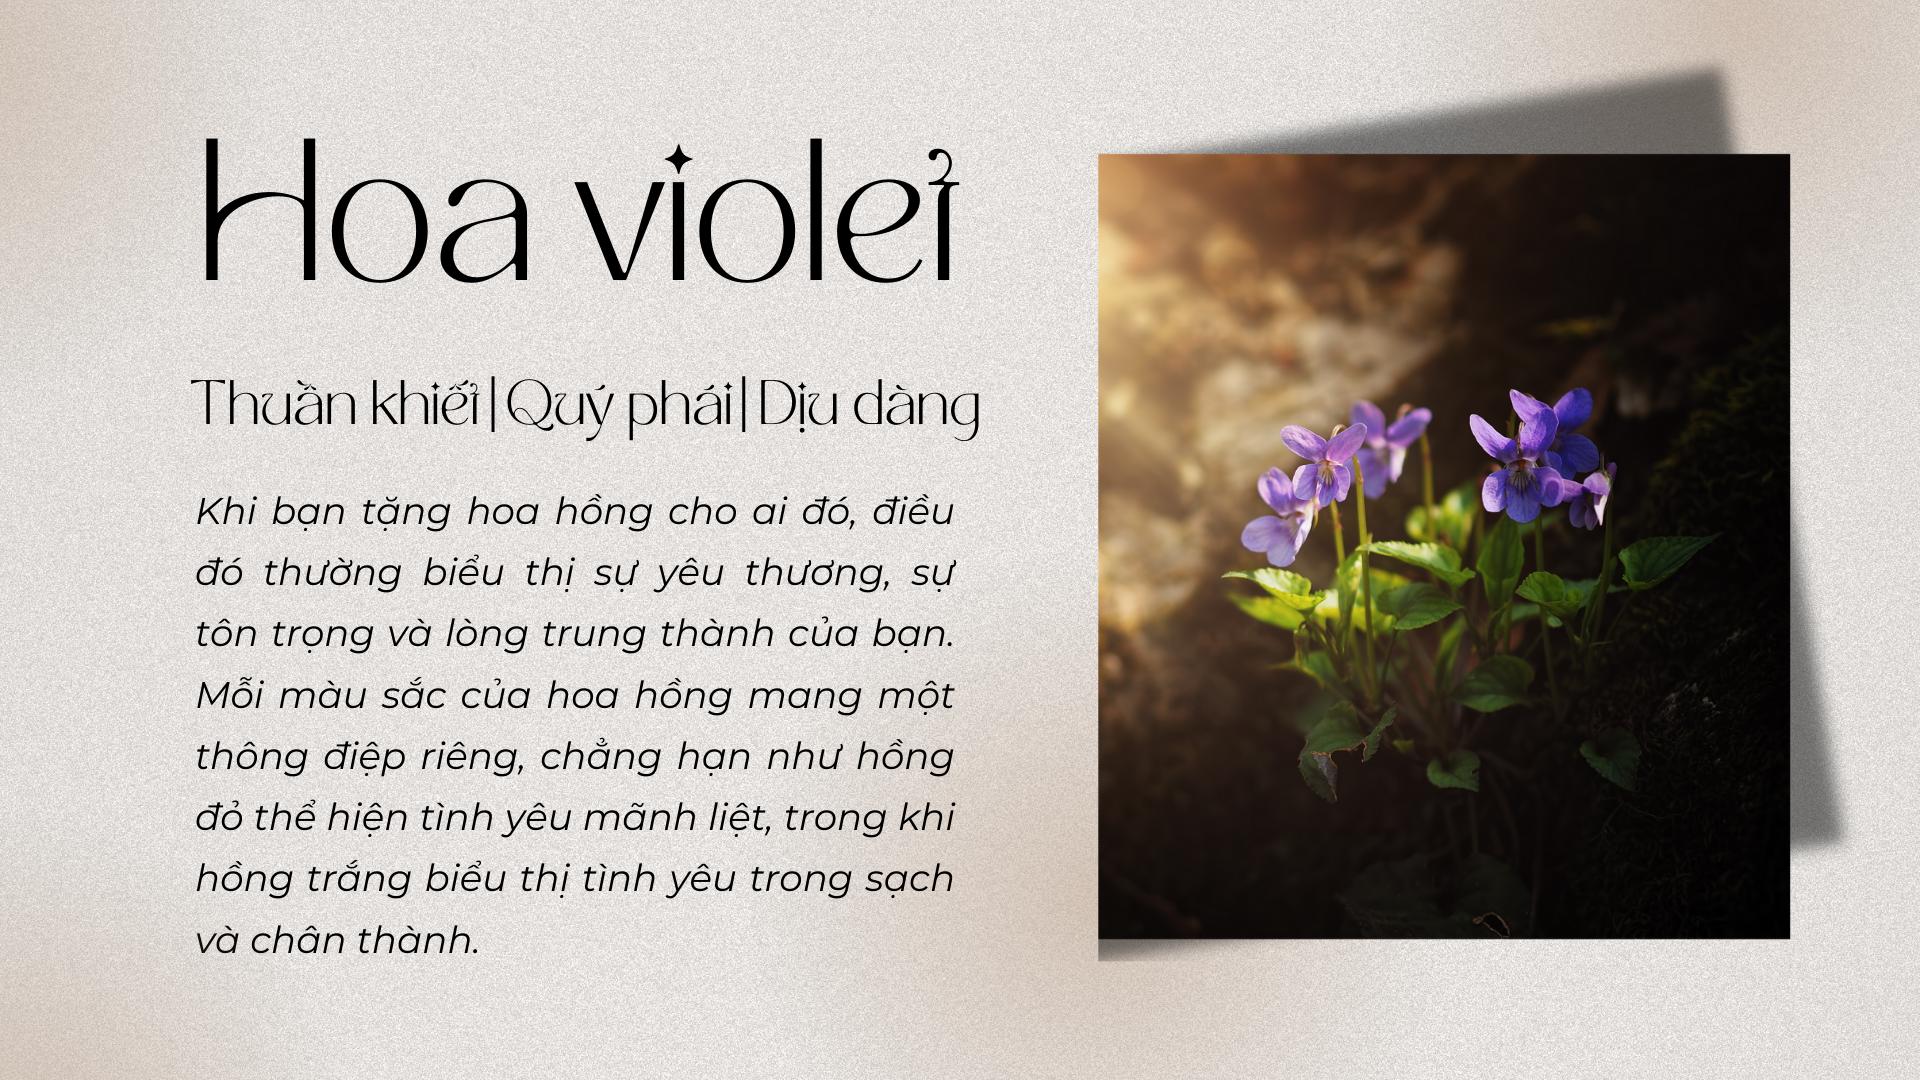 Hoa violet
Thuần khiết|Quý phái|Dịu dàng
Khi bạn tặng hoa hồng cho ai đó, điều
đó thường biểu thị sự yêu thương, sự
tôn trọng và lòng trung thành của bạn.
Mỗi màu sắc của hoa hồng mang một
thông điệp riêng, chẳng hạn như hồng
đỏ thể hiện tình yêu mãnh liệt, trong khi
hồng trắng biểu thị tình yêu trong sạch
và chân thành.